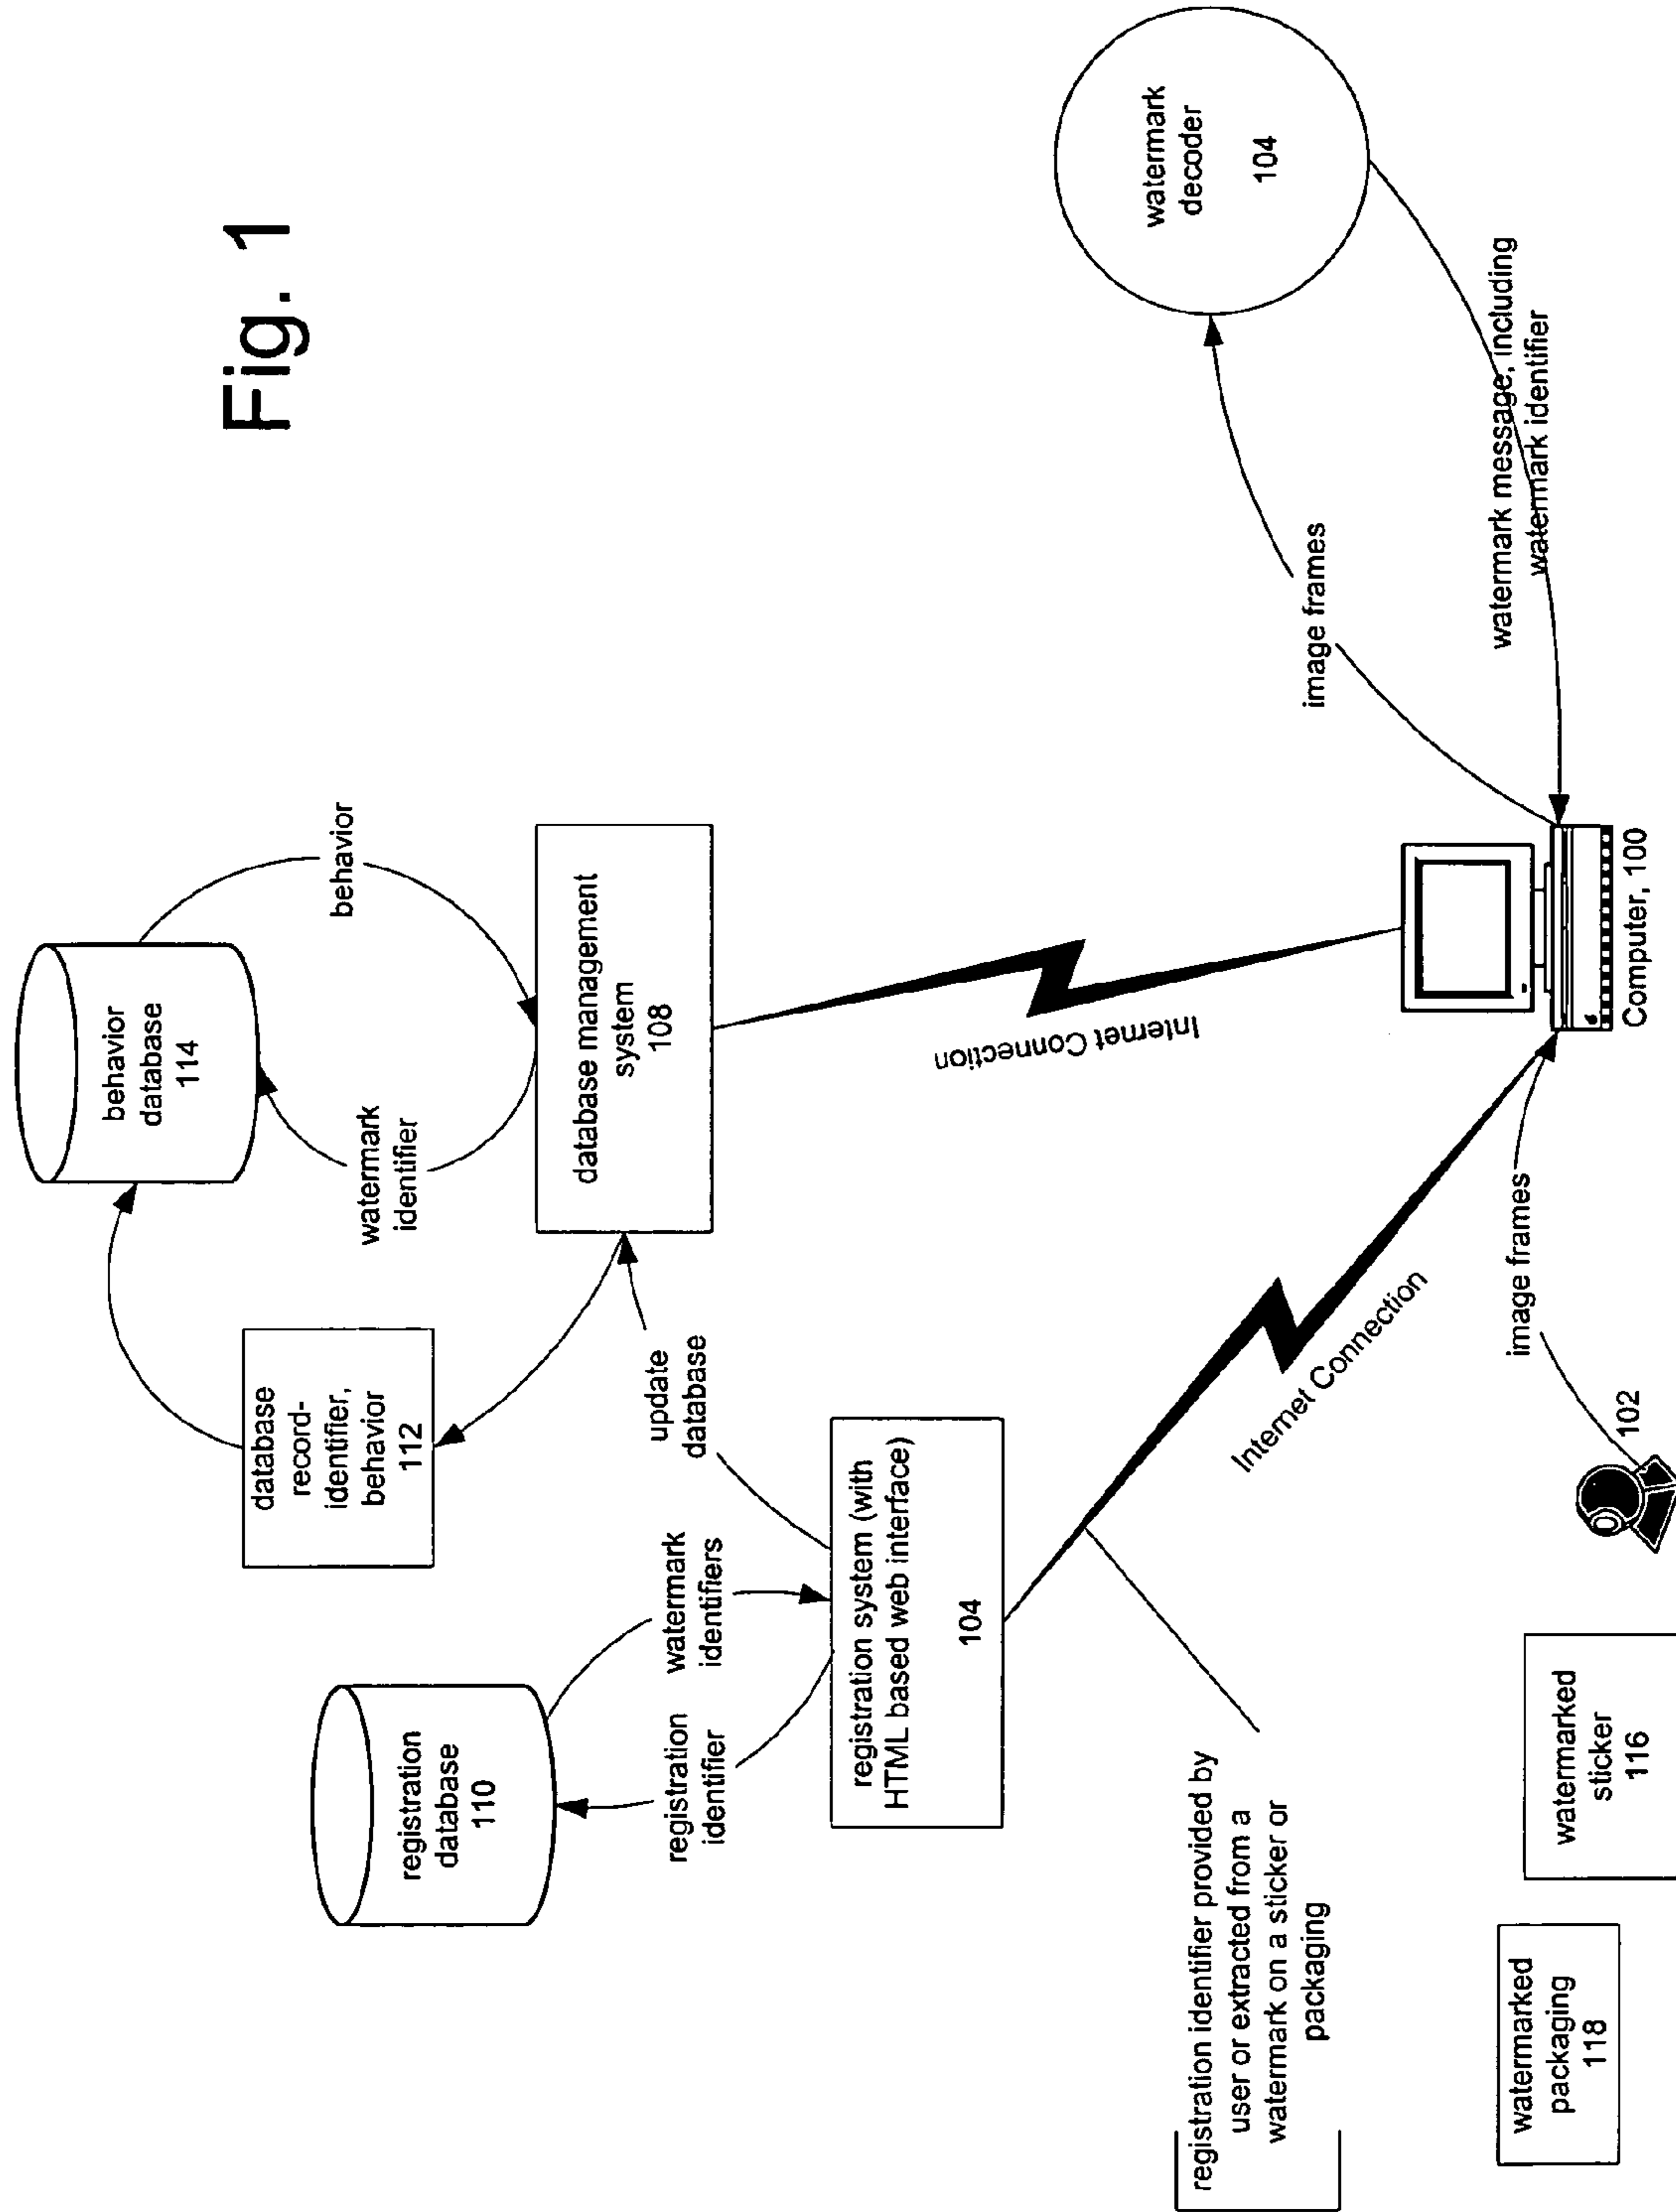 Fig. 1
behavior
database
114
behavior
watermark
identifier
database
record-
identifier,
behavior
112
database management
system
108
update
database
registration
database
110
watermark
identifiers
registration
identifier
registration system (with
HTML based web interface)
104
Internet Connection
Internet Connection
registration identifier provided by
user or extracted from a
watermark on a sticker or
packaging
watermark
decoder
104
image frames
watermark message, including
watermark identifier
Computer, 100
image frames
102
watermarked
sticker
116
watermarked
packaging
118